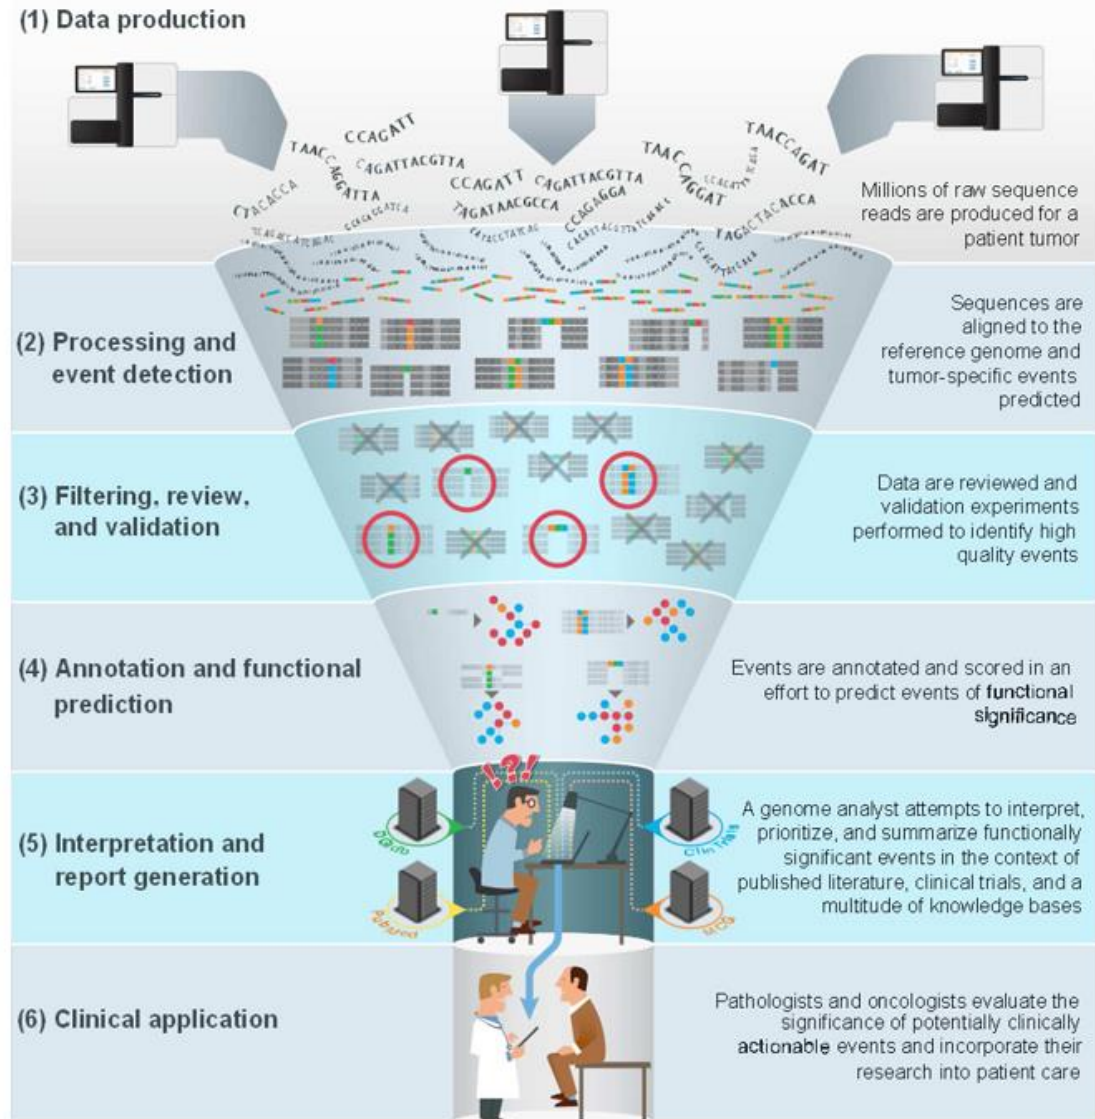 (1) Data production
CCAGATT
TAACCAGGATTA
CAGATTACGTTA
CCAGATT
CAGATTACGTTA
TAACCAGGAT
TAACCAGAT
CTACACCA
TAGATAACGCCA
CCAGAGGA
TAGACTACACCA
Millions of raw sequence
reads are produced for a
patient tumor
(2) Processing and
event detection
Sequences are
aligned to the
reference genome and
tumor-specific events
predicted
(3) Filtering, review,
and validation
Data are reviewed and
validation experiments
performed to identify high
quality events
(4) Annotation and functional
prediction
Events are annotated and scored in an
effort to predict events of functional
significance
!?!
(5) Interpretation and
report generation
DGIdb
Clin Trials
PubMed
MCG
A genome analyst attempts to interpret,
prioritize, and summarize functionally
significant events in the context of
published literature, clinical trials, and a
multitude of knowledge bases
(6) Clinical application
Pathologists and oncologists evaluate the
significance of potentially clinically
actionable events and incorporate their
research into patient care